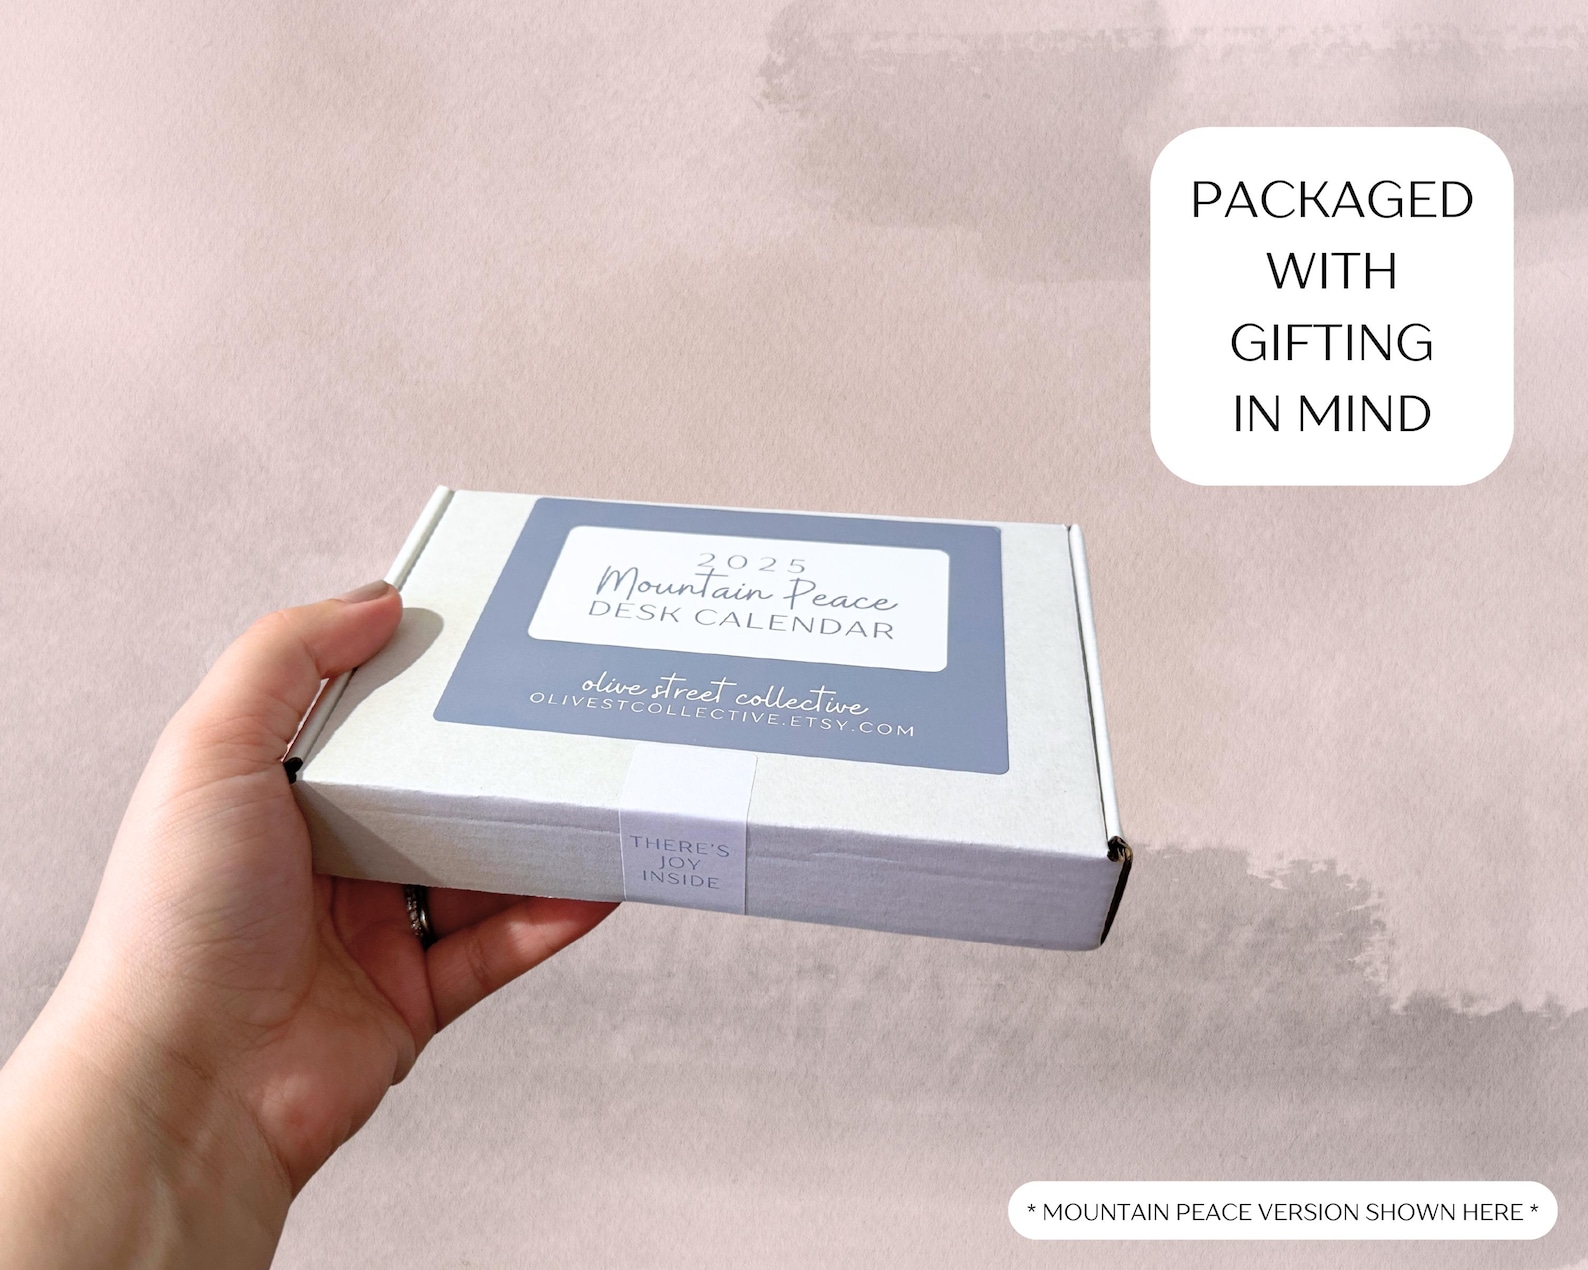 PACKAGED
WITH
GIFTING
IN MIND
2025
Mountain Peace
DESK CALENDAR
olive street collective
OLIVESTCOLLECTIVE.ETSY.COM
THERE'S
JOY
INSIDE
* MOUNTAIN PEACE VERSION SHOWN HERE *